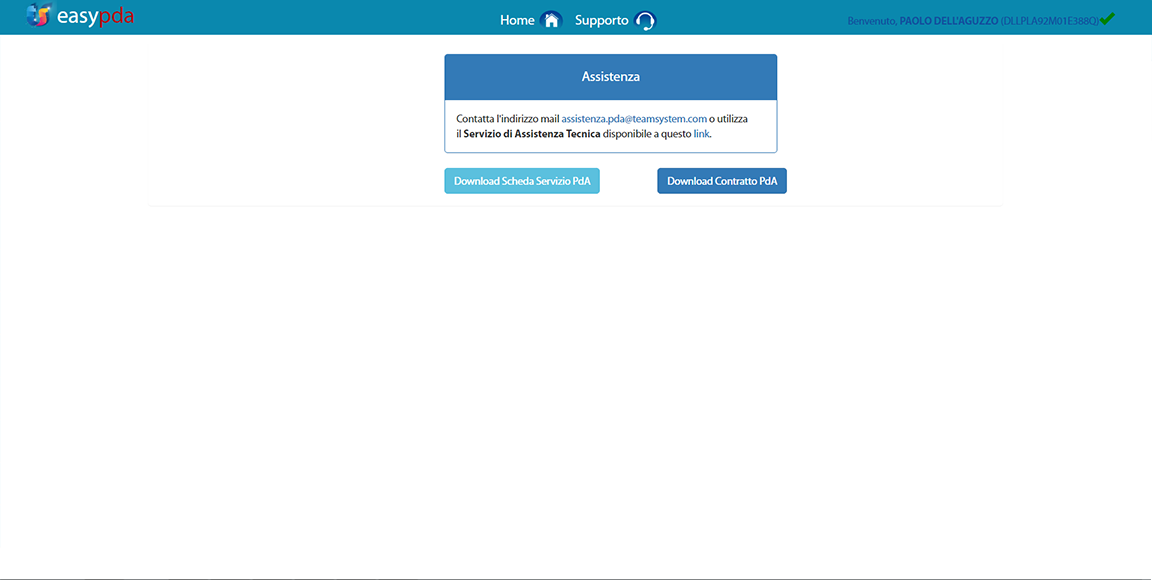 easypda
Home
Supporto
Benvenuto, PAOLO DELL'AGUZZO (DLLPLA92M01E388Q)
Assistenza
Contatta l'indirizzo mail assistenza.pda@teamsystem.com o utilizza
il Servizio di Assistenza Tecnica disponibile a questo link.
Download Scheda Servizio PdA
Download Contratto PdA